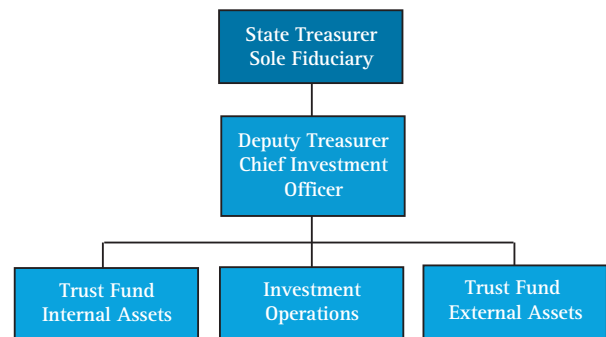 State Treasurer
Sole Fiduciary
Deputy Treasurer
Chief Investment
Officer
Trust Fund
Internal Assets
Investment
Operations
Trust Fund
External Assets